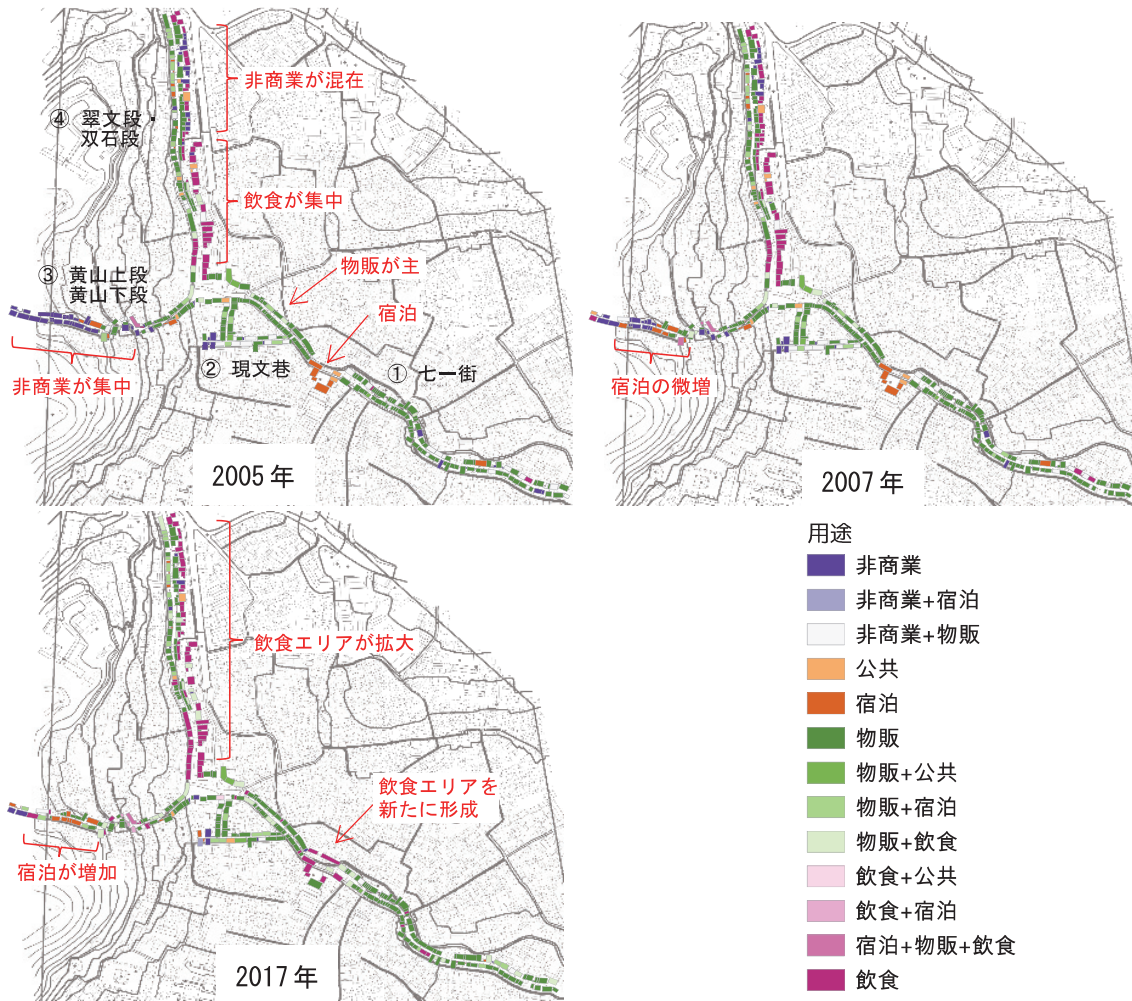 非商業が混在
④ 翠文段・
双石段
飲食が集中
③ 黄山上段
黄山下段
物販が主
宿泊
② 現文巷
① 七一街
非商業が集中
2005年
宿泊の微増
2007年
飲食エリアが拡大
飲食エリアを
新たに形成
宿泊が増加
2017年
用途
非商業
非商業+宿泊
非商業+物販
公共
宿泊
物販
物販+公共
物販+宿泊
物販+飲食
飲食+公共
飲食+宿泊
宿泊+物販+飲食
飲食